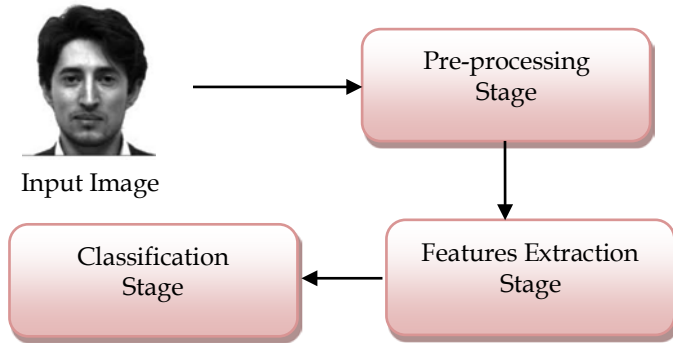 Pre-processing
Stage
Input Image
Features Extraction
Stage
Classification
Stage